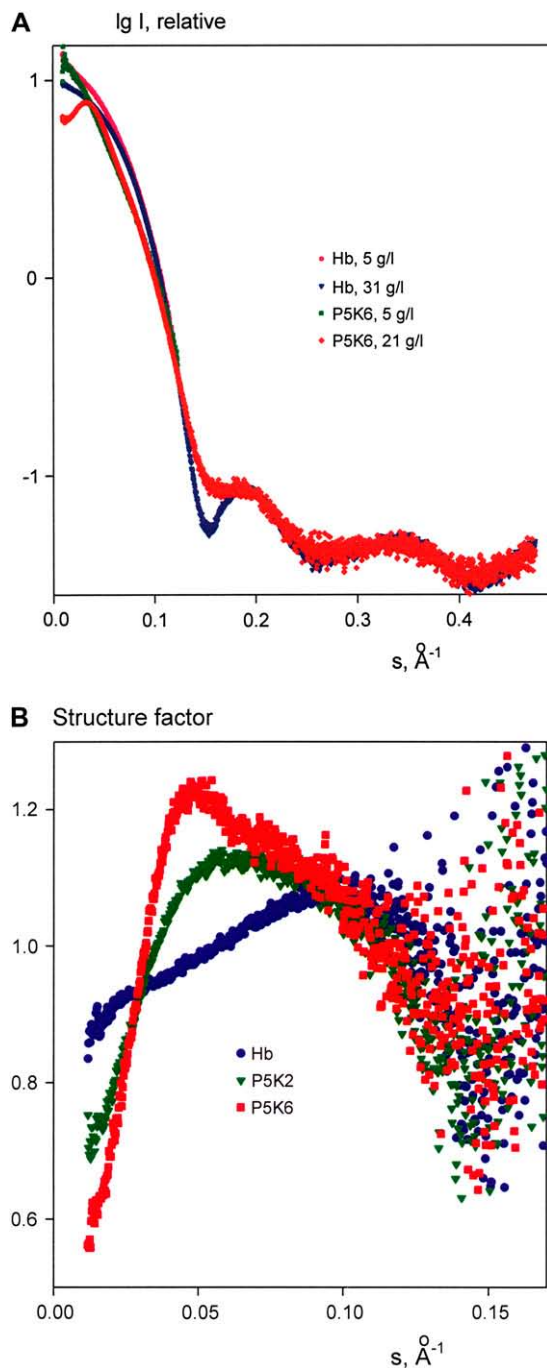 A lg I, relative
1
0
-1
Hb, 5 g/l
Hb, 31 g/l
P5K6, 5 g/l
P5K6, 21 g/l
0.0 0.1 0.2 0.3 0.4
s, Å⁻¹
B Structure factor
1.2
1.0
0.8
0.6
Hb
P5K2
P5K6
0.00 0.05 0.10 0.15
s, Å⁻¹